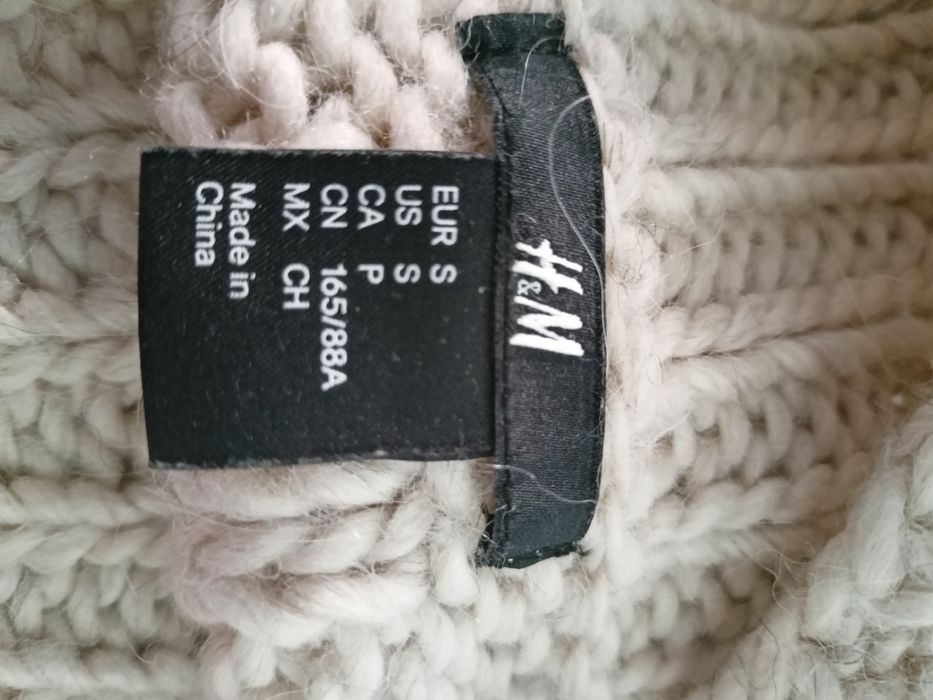 H&M
EUR S
US S
CA P
CN 165/88A
MX CH
Made in
China